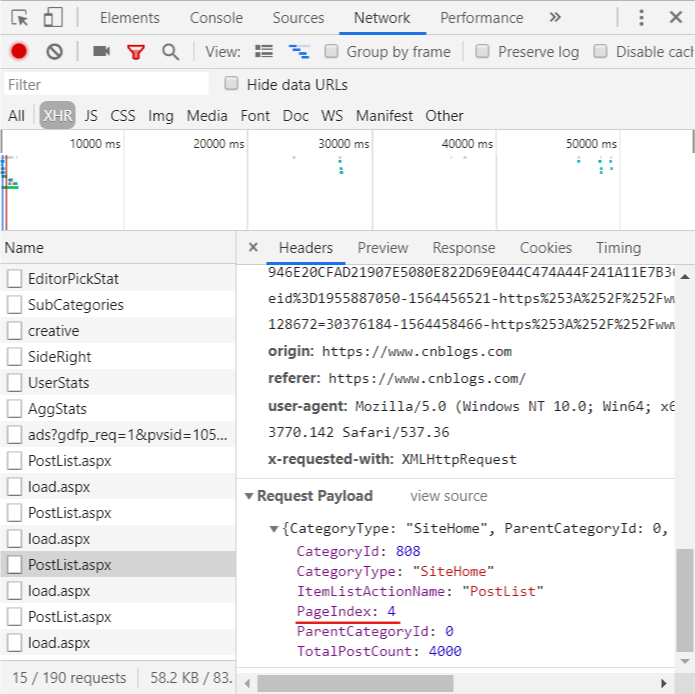 Elements Console Sources Network Performance »
View: Group by frame Preserve log Disable cach
Filter Hide data URLs
All XHR JS CSS Img Media Font Doc WS Manifest Other
10000 ms 20000 ms 30000 ms 40000 ms 50000 ms
Name
EditorPickStat
SubCategories
creative
SideRight
UserStats
AggStats
ads?gdfp_req=1&pvsid=105...
PostList.aspx
load.aspx
PostList.aspx
load.aspx
PostList.aspx
load.aspx
PostList.aspx
load.aspx
15 / 190 requests 58.2 KB / 83.
× Headers Preview Response Cookies Timing
946E20CFAD21907E5080E822D69E044C474A44F241A11E7B30
eid%3D1955887050-1564456521-https%253A%252F%252Fww
128672=30376184-1564458466-https%253A%252F%252Fwww
origin: https://www.cnblogs.com
referer: https://www.cnblogs.com/
user-agent: Mozilla/5.0 (Windows NT 10.0; Win64; x6
3770.142 Safari/537.36
x-requested-with: XMLHttpRequest
Request Payload view source
{CategoryType: "SiteHome", ParentCategoryId: 0,
CategoryId: 808
CategoryType: "SiteHome"
ItemListActionName: "PostList"
PageIndex: 4
ParentCategoryId: 0
TotalPostCount: 4000